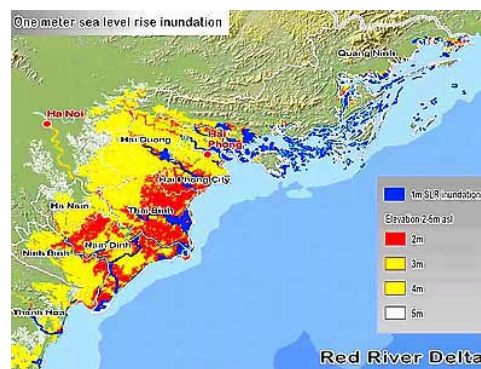 One meter sea level rise inundation
Quang Ninh
Ha Noi
Hai Duong
Hai
Phong
Hai Phong City
Ha Nam
Thai Binh
Nam Dinh
Ninh Binh
Thanh Hoa
1m SLR inundation
Elevation 2-5m asl
2m
3m
4m
5m
Red River Delta